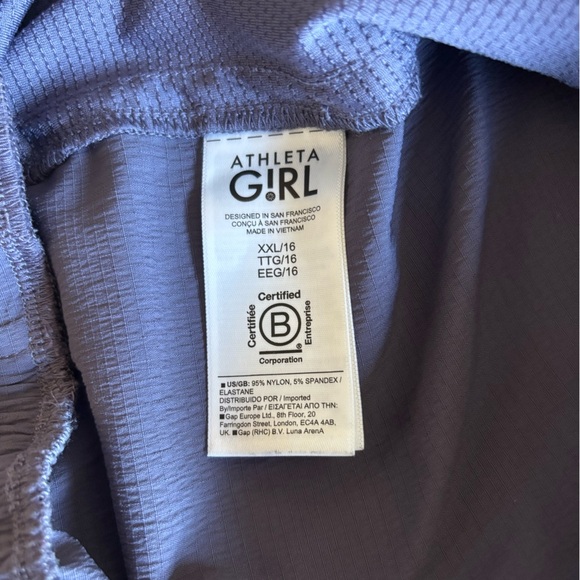 ATHLETA
G!RL
DESIGNED IN SAN FRANCISCO
CONÇU À SAN FRANCISCO
MADE IN VIETNAM
XXL/16
TTG/16
EEG/16
Certified
Certifiée
B
®
Entreprise
Corporation
■ US/GB: 95% NYLON, 5% SPANDEX /
ELASTANE
DISTRIBUIDO POR / Imported
By/Importe Par / ΕΙΣΑΓΕΤΑΙ ΑΠΟ ΤΗΝ:
■ Gap Europe Ltd., 8th Floor, 20
Farringdon Street, London, EC4A 4AB,
UK. ■ Gap (RHC) B.V. Luna ArenA